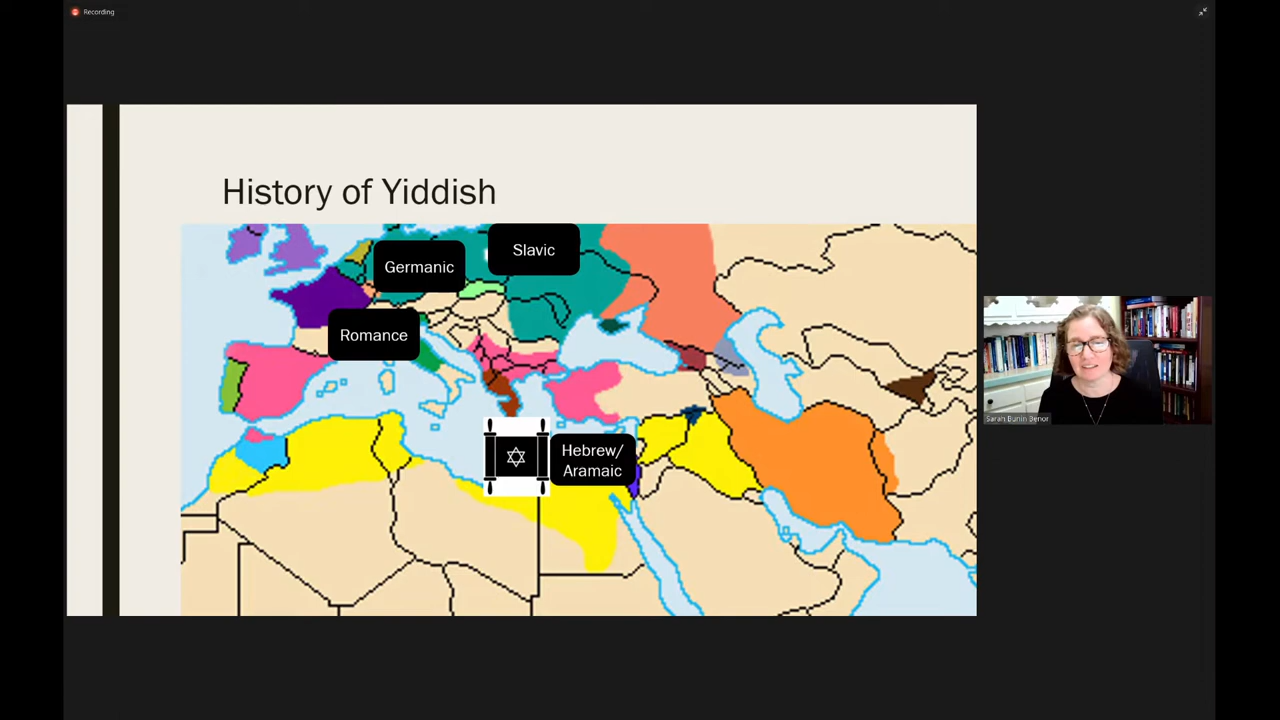 Recording
History of Yiddish
Slavic
Germanic
Romance
Hebrew/
Aramaic
Sarah Bunin Benor